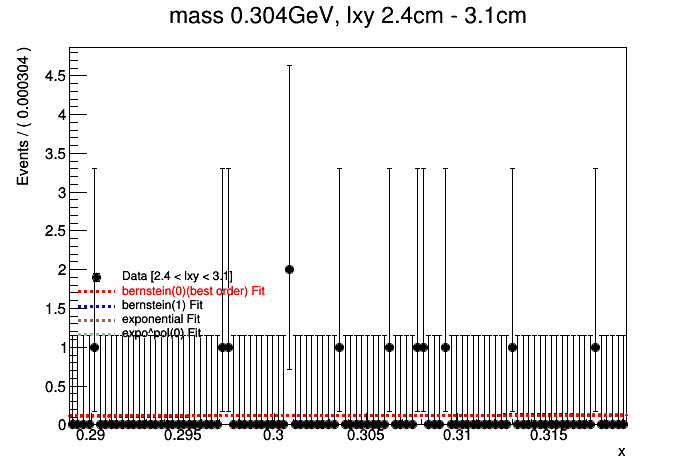 mass 0.304GeV, lxy 2.4cm - 3.1cm
Events / ( 0.000304 )
4.5
4
3.5
3
2.5
2
1.5
1
0.5
0
Data [2.4 < lxy < 3.1]
bernstein(0)(best order) Fit
bernstein(1) Fit
exponential Fit
expo^pol(0) Fit
0.29 0.295 0.3 0.305 0.31 0.315
x